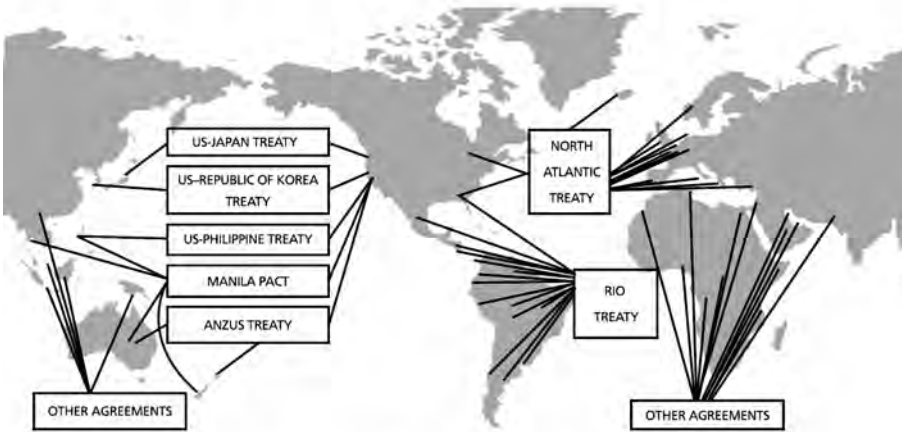 US-JAPAN TREATY
US–REPUBLIC OF KOREA
TREATY
US-PHILIPPINE TREATY
MANILA PACT
ANZUS TREATY
OTHER AGREEMENTS
NORTH
ATLANTIC
TREATY
RIO
TREATY
OTHER AGREEMENTS